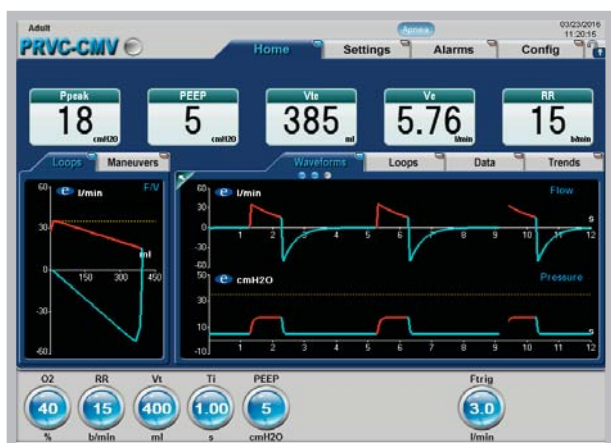 Adult
Apnea
03/23/2016
11:20:15
PRVC-CMV
Home
Settings
Alarms
Config
Ppeak
18
cmH2O
PEEP
5
cmH2O
Vte
385
ml
Ve
5.76
l/min
RR
15
b/min
Loops
Maneuvers
Waveforms
Loops
Data
Trends
60
e l/min
F/V
30
ml
0
150 300 450
-30
-60
60
e l/min
Flow
30
s
0
1 2 3 4 5 6 7 8 9 10 11 12
-30
-60
50
e cmH2O
Pressure
30
10
-10
1 2 3 4 5 6 7 8 9 10 11 12
O2
RR
Vt
Ti
PEEP
Ftrig
40
15
400
1.00
5
3.0
%
b/min
ml
s
cmH2O
l/min